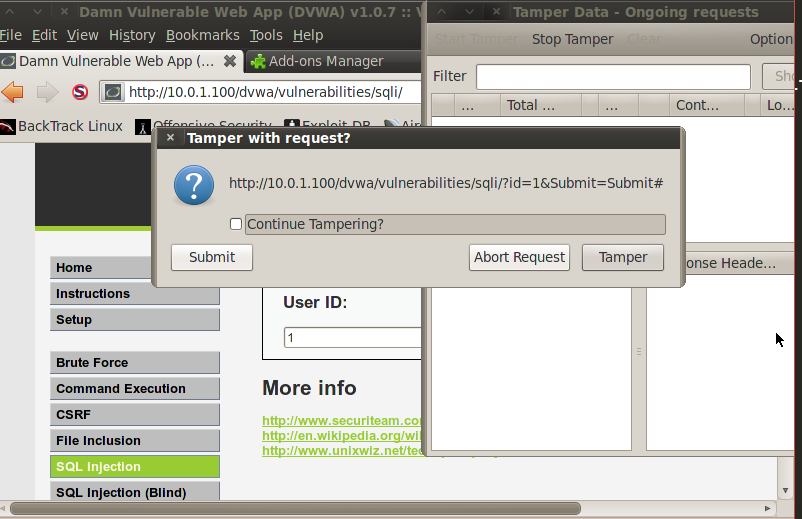 Damn Vulnerable Web App (DVWA) v1.0.7 ::
File Edit View History Bookmarks Tools Help
Damn Vulnerable Web App (...
Add-ons Manager
http://10.0.1.100/dvwa/vulnerabilities/sqli/
BackTrack Linux Offensive Security Exploit-DB
Tamper Data - Ongoing requests
Start Tamper Stop Tamper Clear Option
Filter
... Total ... ... Cont... Lo...
Tamper with request?
http://10.0.1.100/dvwa/vulnerabilities/sqli/?id=1&Submit=Submit#
Continue Tampering?
Submit Abort Request Tamper
onse Heade...
Home
Instructions
Setup
Brute Force
Command Execution
CSRF
File Inclusion
SQL Injection
SQL Injection (Blind)
User ID:
1
More info
http://www.securiteam.co
http://en.wikipedia.org/wi
http://www.unixwiz.net/te